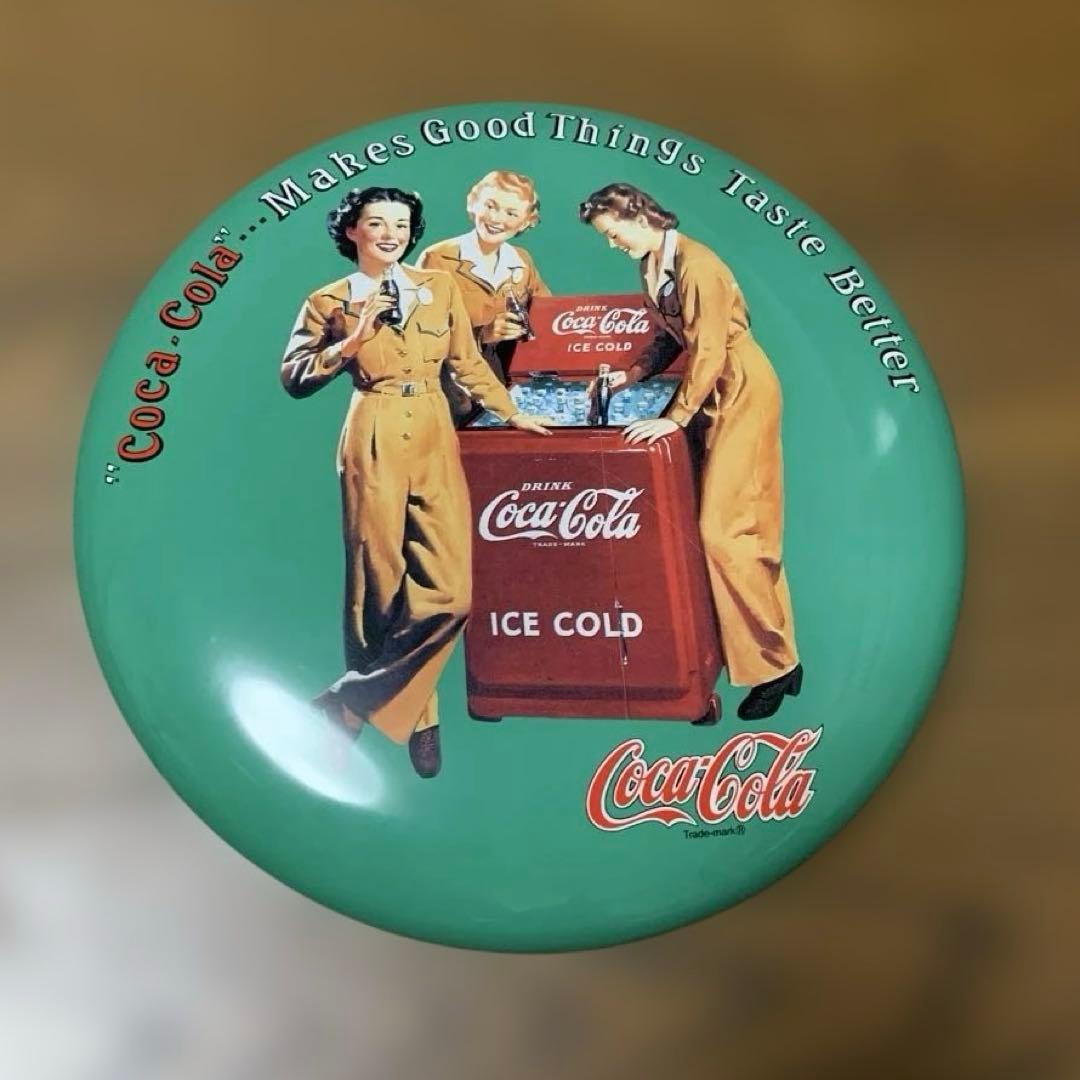 "Coca-Cola"... Makes Good Things Taste Better
DRINK
Coca-Cola
ICE COLD
DRINK
Coca-Cola
TRADE-MARK
ICE COLD
Coca-Cola
Trade-mark®